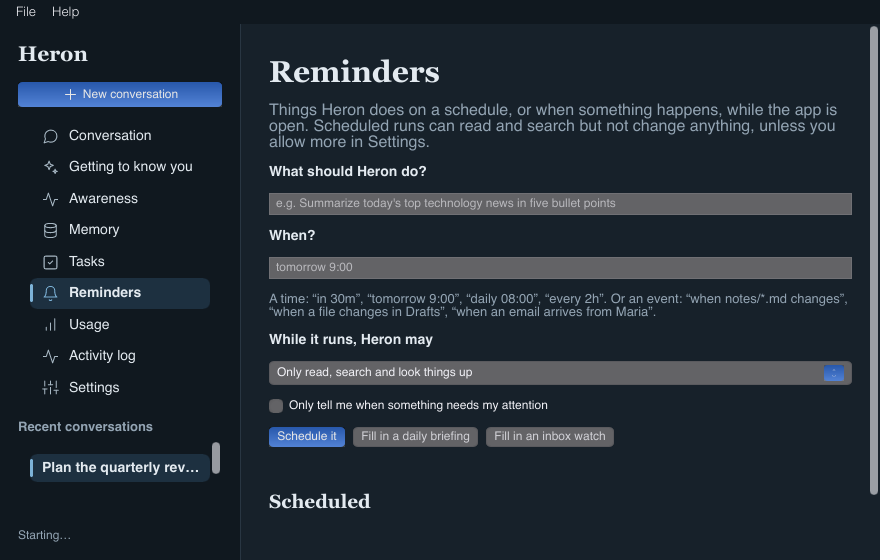 File Help
Heron
New conversation
Conversation
Getting to know you
Awareness
Memory
Tasks
Reminders
Usage
Activity log
Settings
Recent conversations
Plan the quarterly rev…
Starting…
Reminders
Things Heron does on a schedule, or when something happens, while the app is
open. Scheduled runs can read and search but not change anything, unless you
allow more in Settings.
What should Heron do?
e.g. Summarize today's top technology news in five bullet points
When?
tomorrow 9:00
A time: “in 30m”, “tomorrow 9:00”, “daily 08:00”, “every 2h”. Or an event: “when notes/*.md changes”,
“when a file changes in Drafts”, “when an email arrives from Maria”.
While it runs, Heron may
Only read, search and look things up
Only tell me when something needs my attention
Schedule it Fill in a daily briefing Fill in an inbox watch
Scheduled